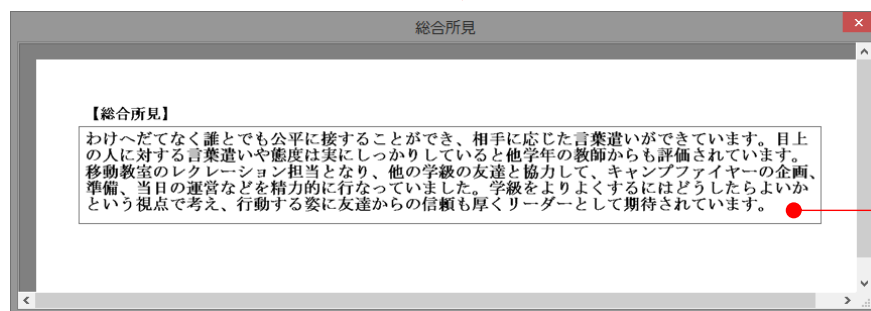 総合所見
【総合所見】
わけへだてなく誰とでも公平に接することができ、相手に応じた言葉遣いができています。目上
の人に対する言葉遣いや態度は実にしっかりしていると他学年の教師からも評価されています。
移動教室のレクレーション担当となり、他の学級の友達と協力して、キャンプファイヤーの企画、
準備、当日の運営などを精力的に行なっていました。学級をよりよくするにはどうしたらよいか
という視点で考え、行動する姿に友達からの信頼も厚くリーダーとして期待されています。